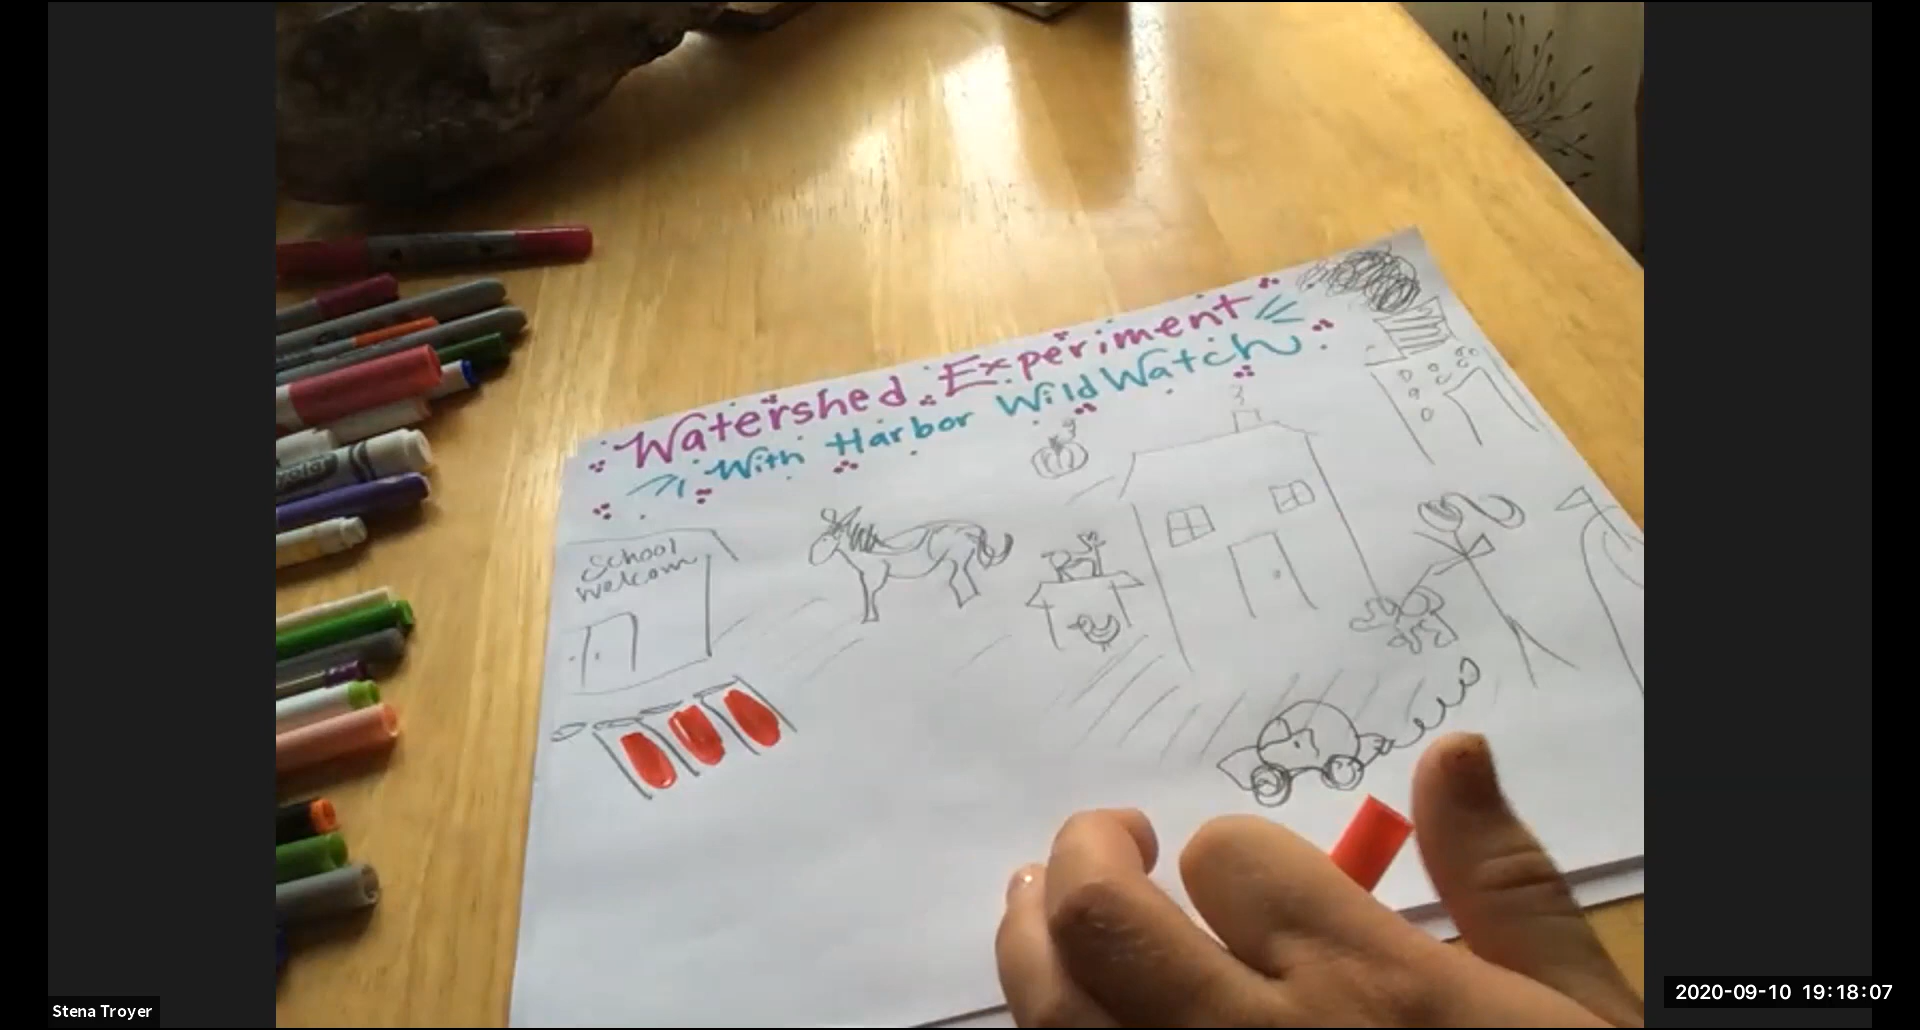 Watershed Experiment
With Harbor WildWatch
School
welcom
Stena Troyer
2020-09-10 19:18:07